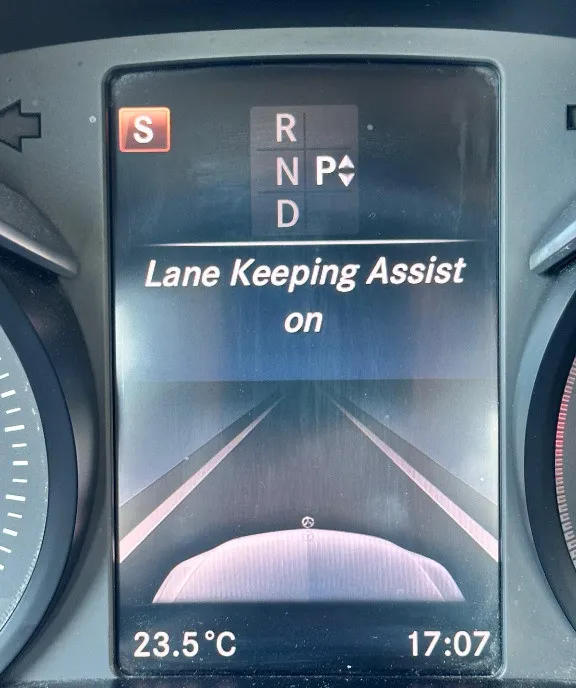 S
R
N P
D
Lane Keeping Assist
on
23.5°C 17:07